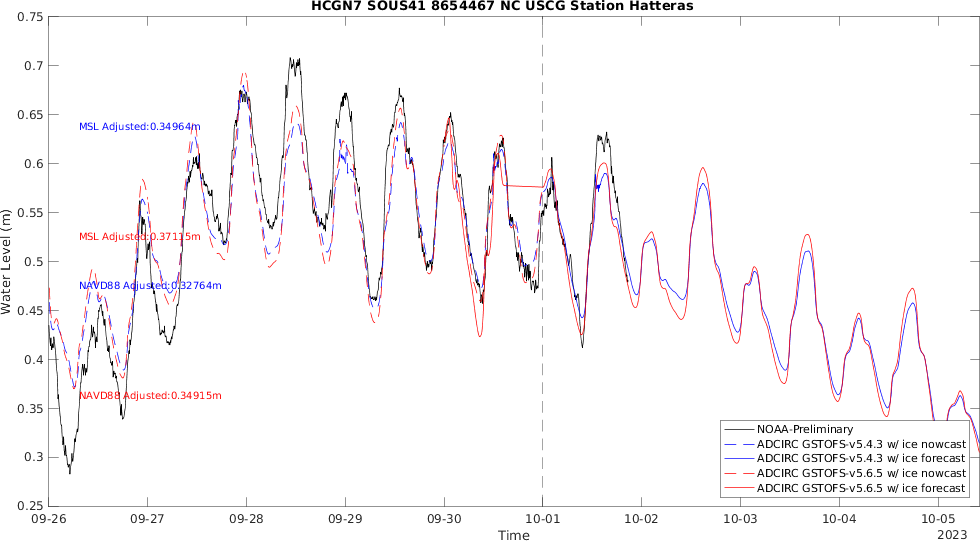 HCGN7 SOUS41 8654467 NC USCG Station Hatteras
0.75
0.7
0.65
0.6
0.55
0.5
0.45
0.4
0.35
0.3
0.25
Water Level (m)
MSL Adjusted:0.34964m
MSL Adjusted:0.37115m
NAVD88 Adjusted:0.32764m
NAVD88 Adjusted:0.34915m
NOAA-Preliminary
ADCIRC GSTOFS-v5.4.3 w/ ice nowcast
ADCIRC GSTOFS-v5.4.3 w/ ice forecast
ADCIRC GSTOFS-v5.6.5 w/ ice nowcast
ADCIRC GSTOFS-v5.6.5 w/ ice forecast
09-26 09-27 09-28 09-29 09-30 10-01 10-02 10-03 10-04 10-05
Time
2023